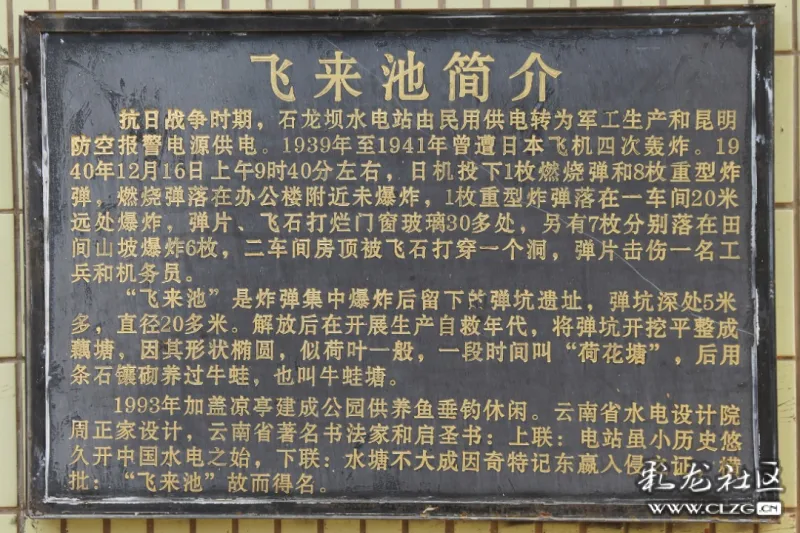 飞来池简介
抗日战争时期，石龙坝水电站由民用供电转为军工生产和昆明
防空报警电源供电。1939年至1941年曾遭日本飞机四次轰炸。19
40年12月16日上午9时40分左右，日机投下1枚燃烧弹和8枚重型炸
弹，燃烧弹落在办公楼附近未爆炸，1枚重型炸弹落在一车间20米
远处爆炸，弹片、飞石打烂门窗玻璃30多处，另有7枚分别落在田
间山坡爆炸6枚，二车间房顶被飞石打穿一个洞，弹片击伤一名工
兵和机务员。
“飞来池”是炸弹集中爆炸后留下的弹坑遗址，弹坑深处5米
多，直径20多米。解放后在开展生产自救年代，将弹坑开挖平整成
藕塘，因其形状椭圆，似荷叶一般，一段时间叫“荷花塘”，后用
条石镶砌养过牛蛙，也叫牛蛙塘。
1993年加盖凉亭建成公园供养鱼垂钓休闲。云南省水电设计院
周正家设计，云南省著名书法家和启圣书：上联：电站虽小历史悠
久开中国水电之始，下联：水塘不大成因奇特记东赢入侵之证，横
批：“飞来池”故而得名。
彩龙社区
WWW.CLZG.CN